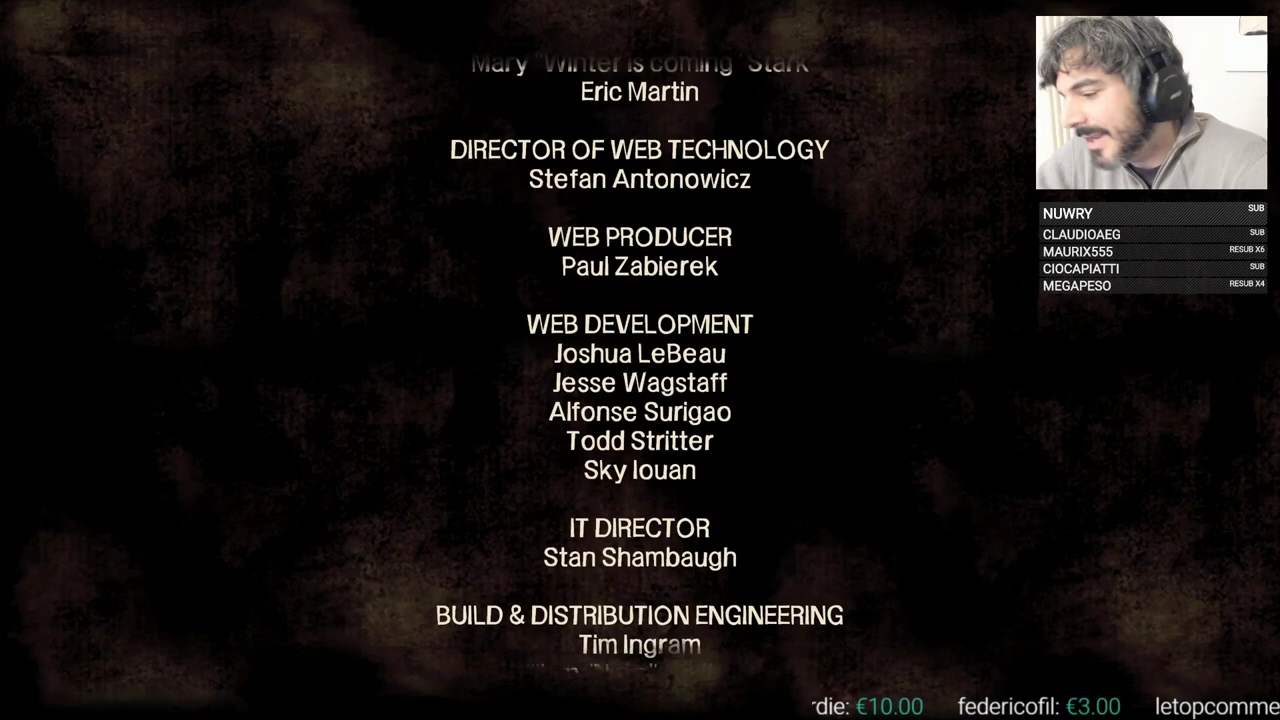 Mary "Winter is coming" Stark
Eric Martin
DIRECTOR OF WEB TECHNOLOGY
Stefan Antonowicz
WEB PRODUCER
Paul Zabierek
WEB DEVELOPMENT
Joshua LeBeau
Jesse Wagstaff
Alfonse Surigao
Todd Stritter
Sky Iouan
IT DIRECTOR
Stan Shambaugh
BUILD & DISTRIBUTION ENGINEERING
Tim Ingram
NUWRY SUB
CLAUDIOAEG SUB
MAURIX555 RESUB X6
CIOCAPIATTI SUB
MEGAPESO RESUB X4
die: €10.00 federicofil: €3.00 letopcomme